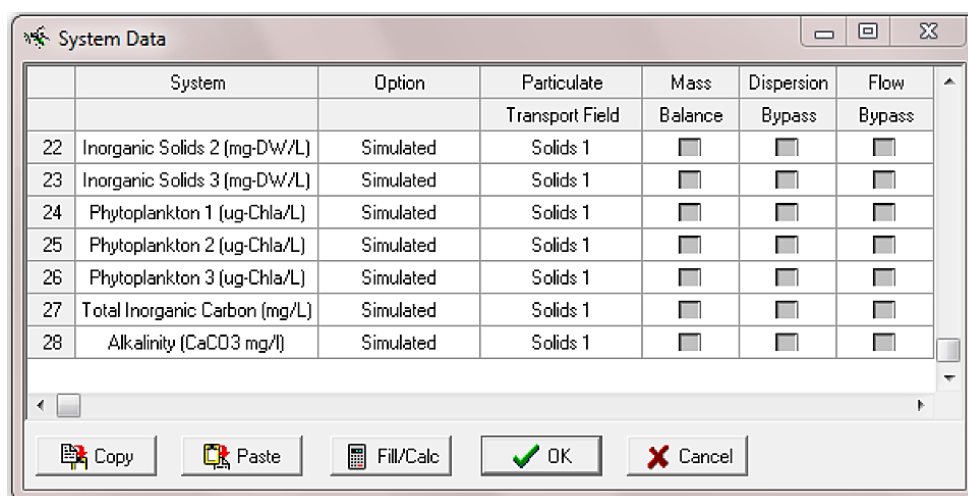 System Data
System Option Particulate Mass Dispersion Flow
Transport Field Balance Bypass Bypass
22 Inorganic Solids 2 (mg-DW/L) Simulated Solids 1
23 Inorganic Solids 3 (mg-DW/L) Simulated Solids 1
24 Phytoplankton 1 (ug-Chla/L) Simulated Solids 1
25 Phytoplankton 2 (ug-Chla/L) Simulated Solids 1
26 Phytoplankton 3 (ug-Chla/L) Simulated Solids 1
27 Total Inorganic Carbon (mg/L) Simulated Solids 1
28 Alkalinity (CaCO3 mg/l) Simulated Solids 1
Copy Paste Fill/Calc OK Cancel